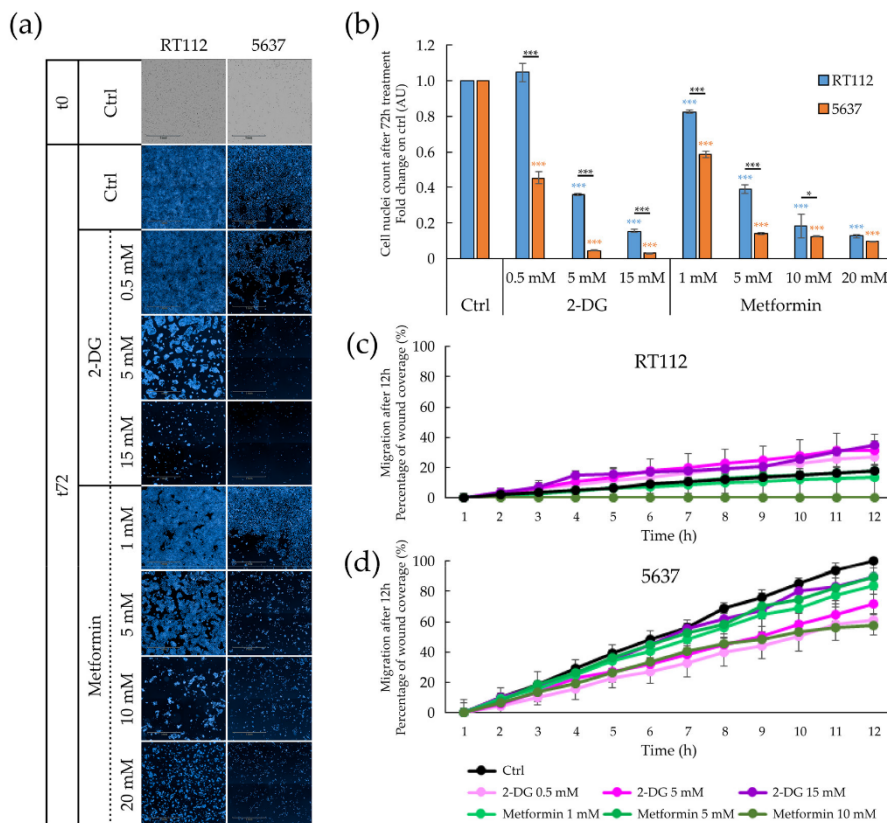 (a)
RT112 5637
t0
Ctrl
t72
Ctrl
2-DG
0.5 mM
5 mM
15 mM
Metformin
1 mM
5 mM
10 mM
20 mM
(b)
Cell nuclei count after 72h treatment
Fold change on ctrl (AU)
1.2
1.0
0.8
0.6
0.4
0.2
0
*** *** *** *** *** *** *** *** *** *** *** *** * *** *** *** *** ***
RT112
5637
0.5 mM 5 mM 15 mM 1 mM 5 mM 10 mM 20 mM
Ctrl 2-DG Metformin
(c)
RT112
Migration after 12h
Percentage of wound coverage (%)
100
80
60
40
20
0
1 2 3 4 5 6 7 8 9 10 11 12
Time (h)
(d)
5637
Migration after 12h
Percentage of wound coverage (%)
100
80
60
40
20
0
1 2 3 4 5 6 7 8 9 10 11 12
Time (h)
Ctrl
2-DG 0.5 mM 2-DG 5 mM 2-DG 15 mM
Metformin 1 mM Metformin 5 mM Metformin 10 mM